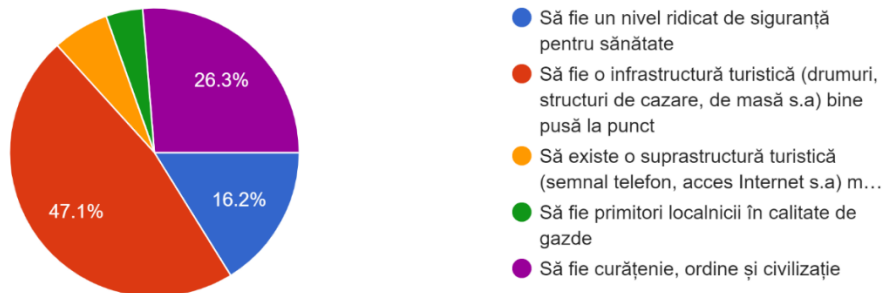 26.3%
16.2%
47.1%
Să fie un nivel ridicat de siguranță
pentru sănătate
Să fie o infrastructură turistică (drumuri,
structuri de cazare, de masă s.a) bine
pusă la punct
Să existe o suprastructură turistică
(semnal telefon, acces Internet s.a) m…
Să fie primitori localnicii în calitate de
gazde
Să fie curățenie, ordine și civilizație